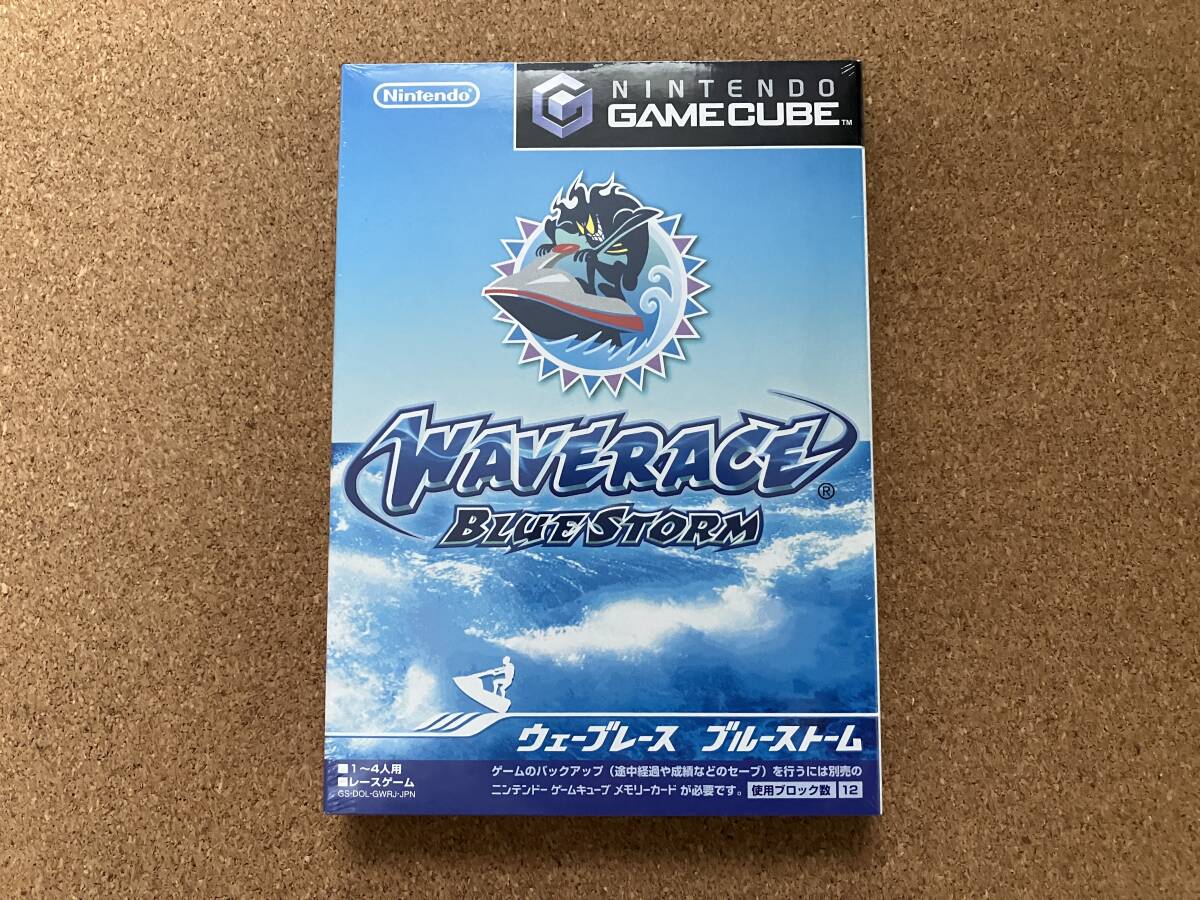 Nintendo
NINTENDO
GAMECUBE™
WAVERACE®
BLUE STORM
ウェーブレース ブルーストーム
■1〜4人用
■レースゲーム
GS-DOL-GWRJ-JPN
ゲームのバックアップ（途中経過や成績などのセーブ）を行うには別売の
ニンテンドーゲームキューブ メモリーカードが必要です。 使用ブロック数 12